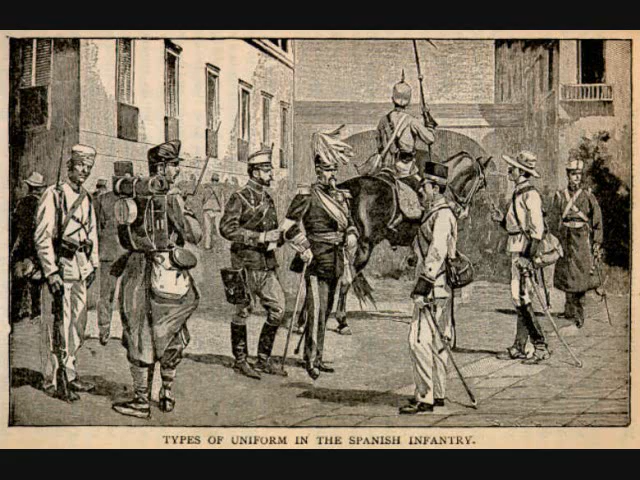 TYPES OF UNIFORM IN THE SPANISH INFANTRY.